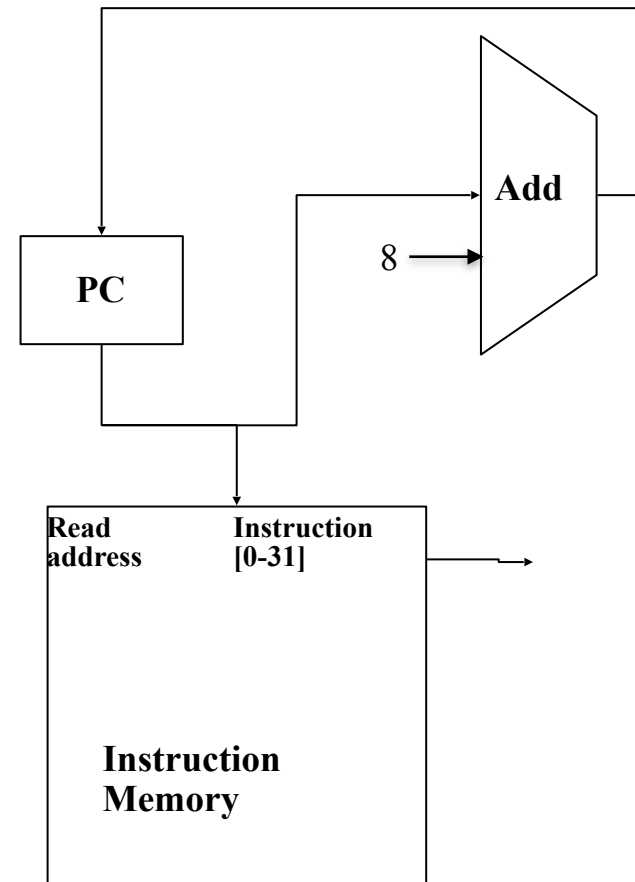 Add
8
PC
Read
address
Instruction
[0-31]
Instruction
Memory